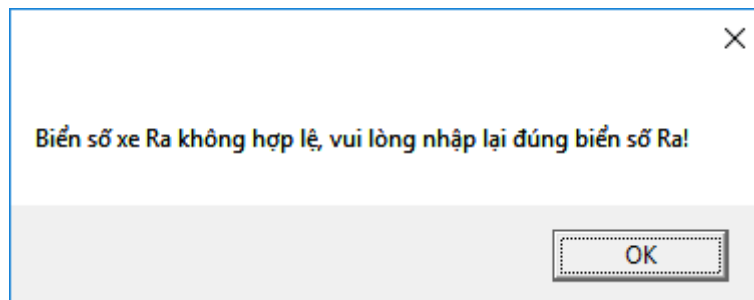 Biển số xe Ra không hợp lệ, vui lòng nhập lại đúng biển số Ra!
OK